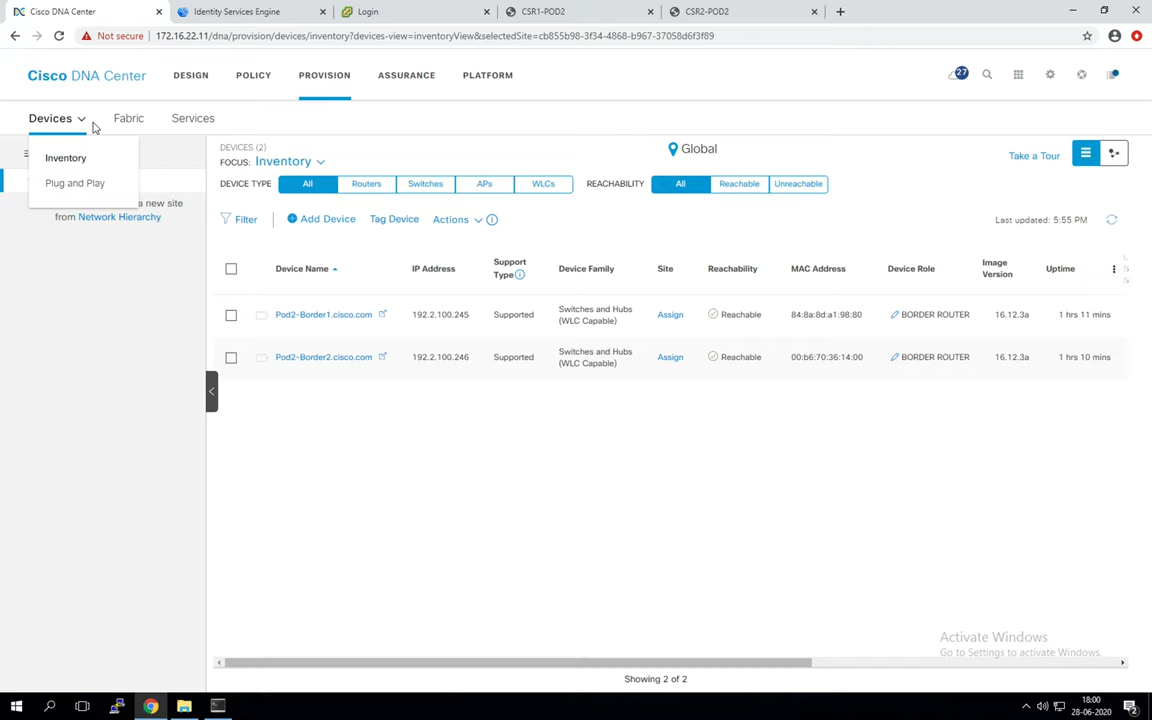 Cisco DNA Center
Identity Services Engine
Login
CSR1-POD2
CSR2-POD2
Not secure
172.16.22.11/dna/provision/devices/inventory?devices-view=inventoryView&selectedSite=cb855b98-3f34-4868-b967-37058d6f3f89
Cisco DNA Center
DESIGN
POLICY
PROVISION
ASSURANCE
PLATFORM
27
Devices
Fabric
Services
Inventory
Plug and Play
a new site
from Network Hierarchy
DEVICES (2)
FOCUS: Inventory
Global
Take a Tour
DEVICE TYPE All Routers Switches APs WLCs REACHABILITY All Reachable Unreachable
Filter Add Device Tag Device Actions Last updated: 5:55 PM
Device Name IP Address Support Type Device Family Site Reachability MAC Address Device Role Image Version Uptime
Pod2-Border1.cisco.com 192.2.100.245 Supported Switches and Hubs (WLC Capable) Assign Reachable 84:8a:8d:a1:98:80 BORDER ROUTER 16.12.3a 1 hrs 11 mins
Pod2-Border2.cisco.com 192.2.100.246 Supported Switches and Hubs (WLC Capable) Assign Reachable 00:b6:70:36:14:00 BORDER ROUTER 16.12.3a 1 hrs 10 mins
Activate Windows
Go to Settings to activate Windows.
Showing 2 of 2
18:00
28-06-2020